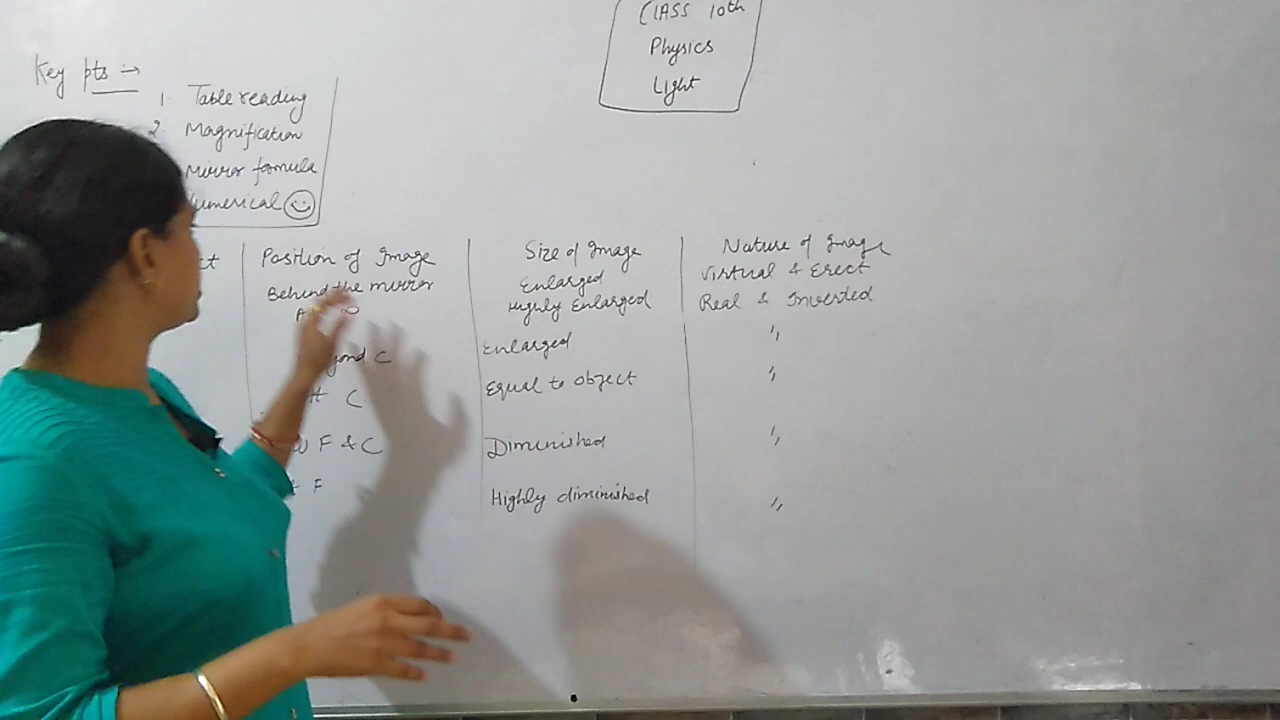 CLASS 10th
Physics
Light
Key pts →
1. Table reading
2. Magnification
Mirror formula
Numerical
Position of Image Size of Image Nature of Image
Behind the mirror Enlarged Virtual & Erect
Highly Enlarged Real & Inverted
C Enlarged "
C Equal to object "
F & C Diminished "
F Highly diminished "